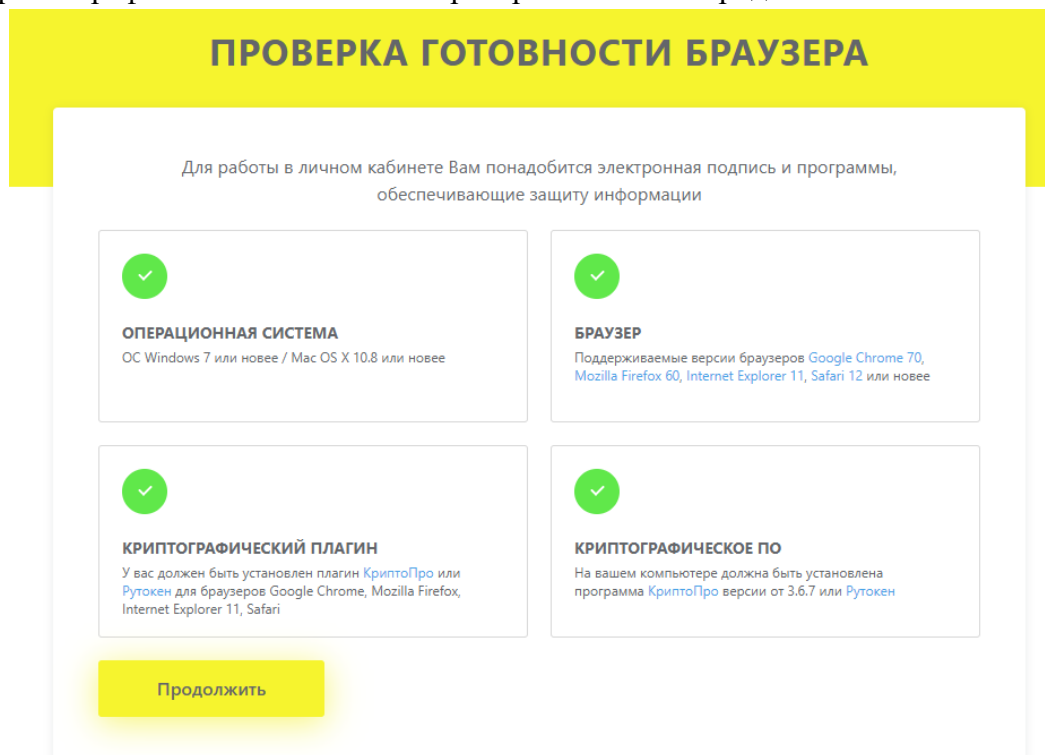 ПРОВЕРКА ГОТОВНОСТИ БРАУЗЕРА
Для работы в личном кабинете Вам понадобится электронная подпись и программы,
обеспечивающие защиту информации
ОПЕРАЦИОННАЯ СИСТЕМА
ОС Windows 7 или новее / Mac OS X 10.8 или новее
БРАУЗЕР
Поддерживаемые версии браузеров Google Chrome 70,
Mozilla Firefox 60, Internet Explorer 11, Safari 12 или новее
КРИПТОГРАФИЧЕСКИЙ ПЛАГИН
У вас должен быть установлен плагин КриптоПро или
Рутокен для браузеров Google Chrome, Mozilla Firefox,
Internet Explorer 11, Safari
КРИПТОГРАФИЧЕСКОЕ ПО
На вашем компьютере должна быть установлена
программа КриптоПро версии от 3.6.7 или Рутокен
Продолжить